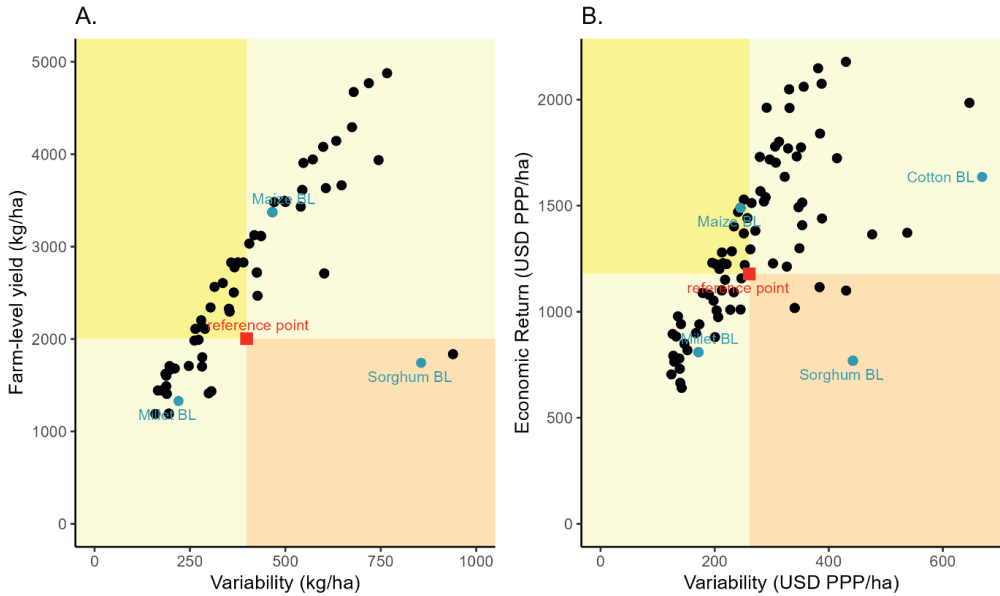 A.
Farm-level yield (kg/ha)
5000
4000
3000
2000
1000
0
Maize BL
reference point
Sorghum BL
Millet BL
0
250
500
750
1000
Variability (kg/ha)
B.
Economic Return (USD PPP/ha)
2000
1500
1000
500
0
Cotton BL
Maize BL
reference point
Millet BL
Sorghum BL
0
200
400
600
Variability (USD PPP/ha)